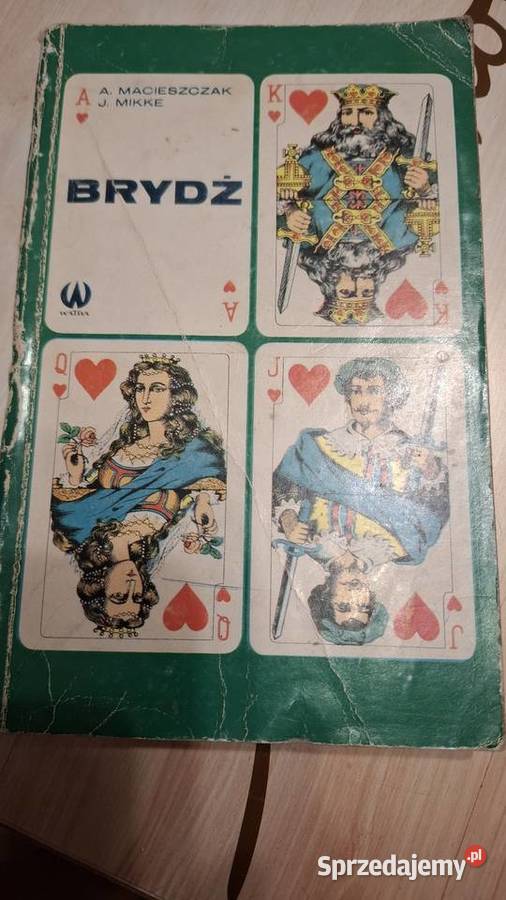 A
A. MACIESZCZAK
J. MIKKE
BRYDŻ
WATRA
A
K
K
Q
Q
J
J
Sprzedajemy.pl